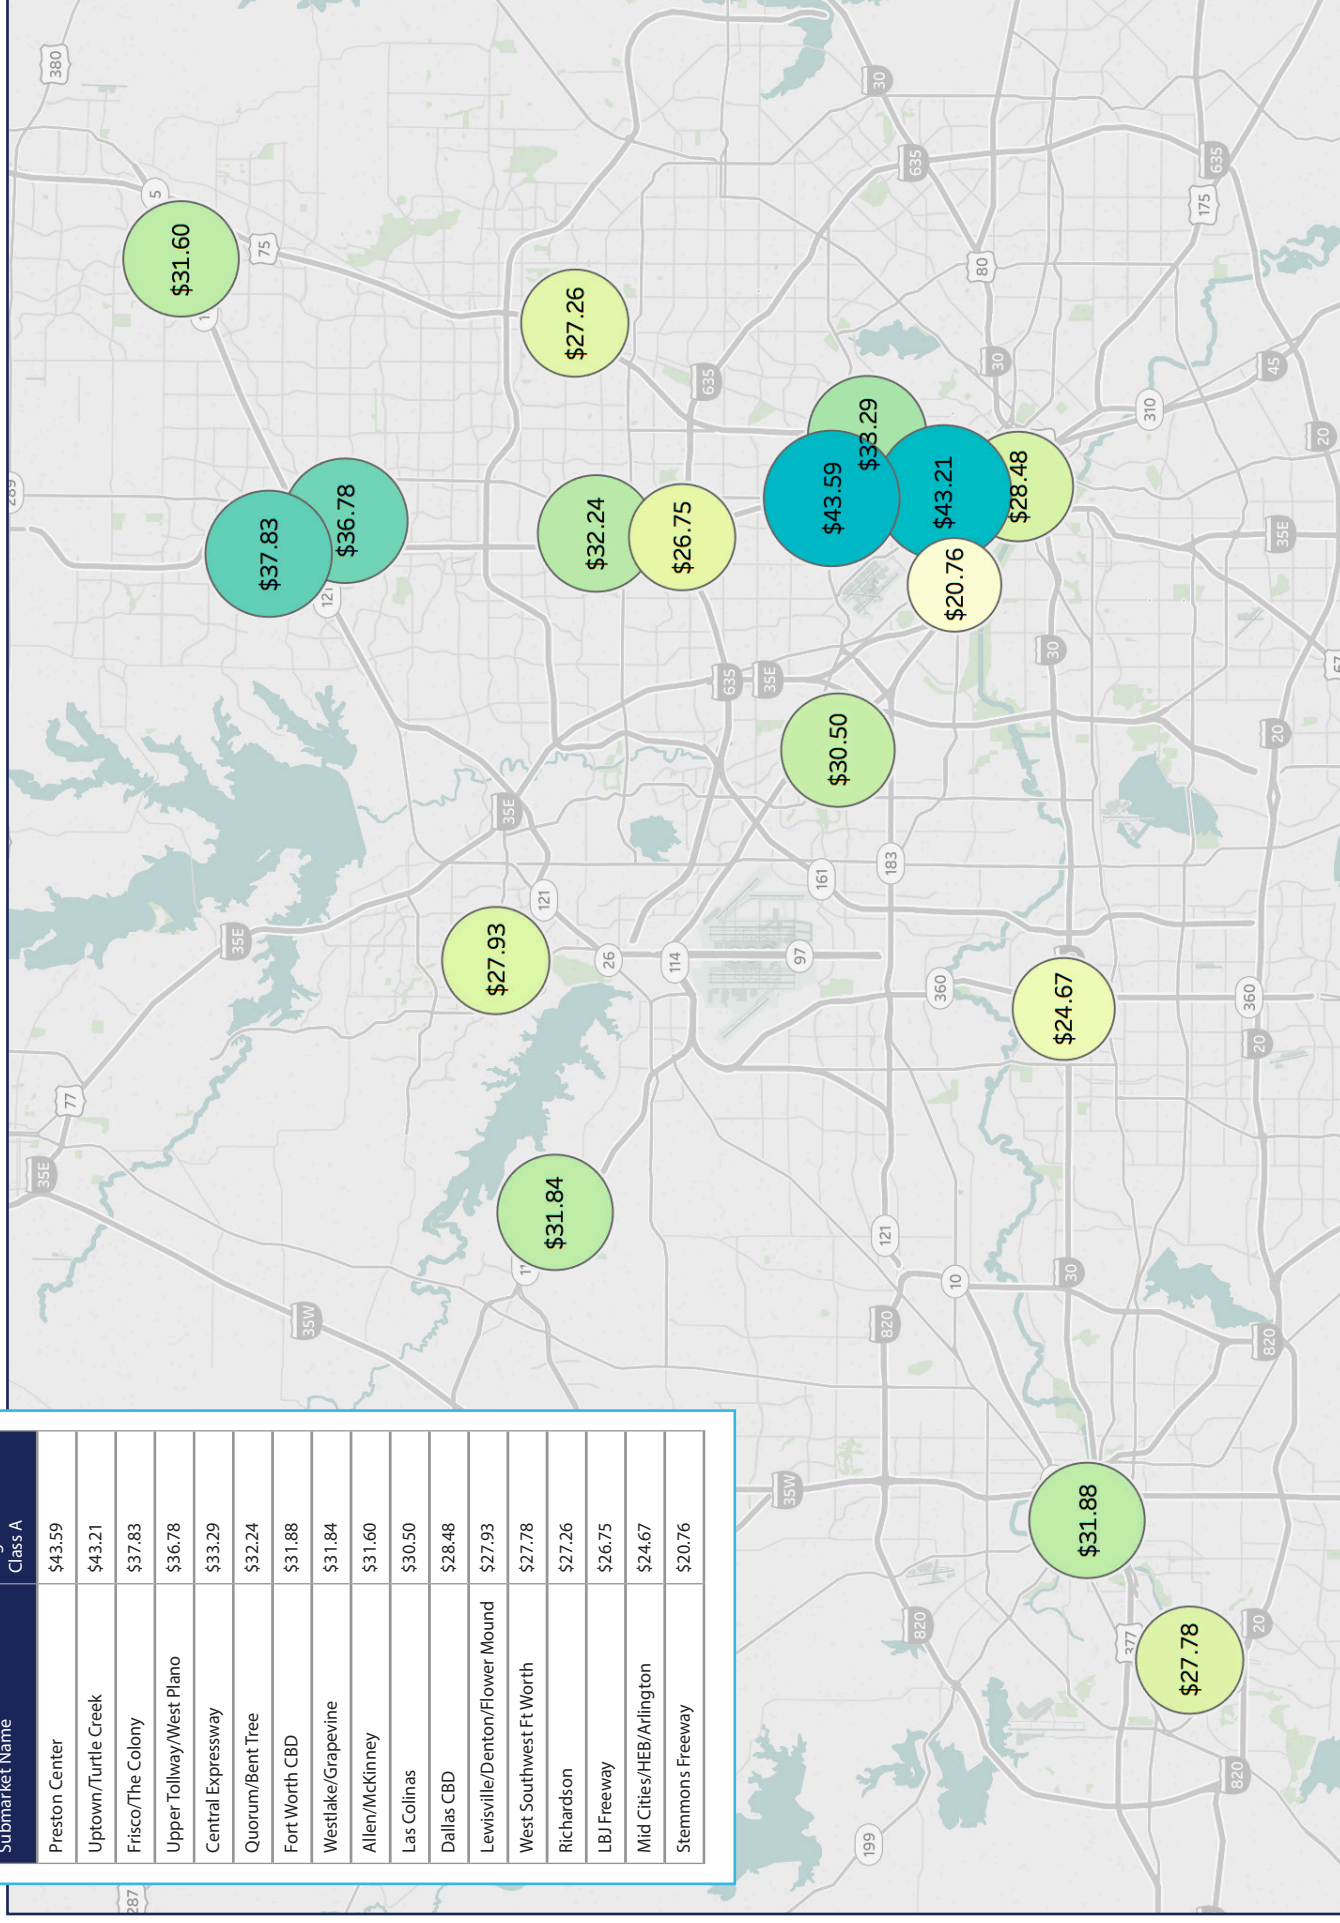 Submarket Name Class A
Preston Center $43.59
Uptown/Turtle Creek $43.21
Frisco/The Colony $37.83
Upper Tollway/West Plano $36.78
Central Expressway $33.29
Quorum/Bent Tree $32.24
Fort Worth CBD $31.88
Westlake/Grapevine $31.84
Allen/McKinney $31.60
Las Colinas $30.50
Dallas CBD $28.48
Lewisville/Denton/Flower Mound $27.93
West Southwest Ft Worth $27.78
Richardson $27.26
LBJ Freeway $26.75
Mid Cities/HEB/Arlington $24.67
Stemmons Freeway $20.76
287
35E
77
35E
289
380
5
$31.60
75
$37.83
$36.78
121
35W
$27.93
35E
121
$31.84
26
114
$32.24
$27.26
$26.75
635
635
35E
35W
97
161
$30.50
$43.59
$33.29
30
199
820
820
121
183
635
360
10
$20.76
$43.21
80
30
$31.88
30
$24.67
30
$28.48
377
310
$27.78
175
635
820
20
820
20
360
20
35E
45
20
67